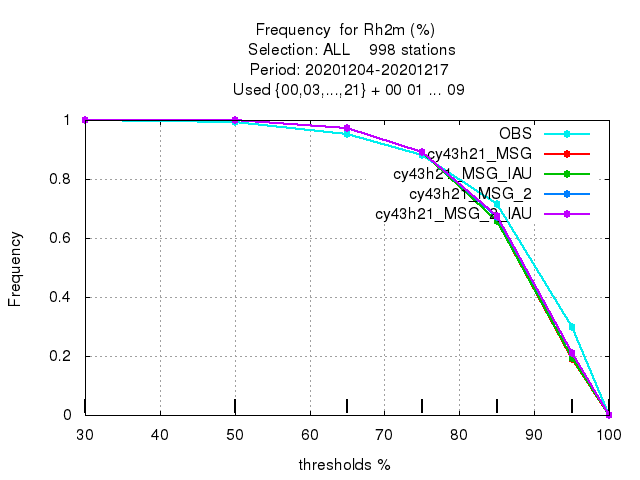 Frequency  for Rh2m (%)
Selection: ALL    998 stations
Period: 20201204-20201217
Used {00,03,...,21} + 00 01 ... 09
1
0.8
0.6
0.4
0.2
0
Frequency
OBS
cy43h21_MSG
cy43h21_MSG_IAU
cy43h21_MSG_2
cy43h21_MSG_2_IAU
30 40 50 60 70 80 90 100
thresholds %